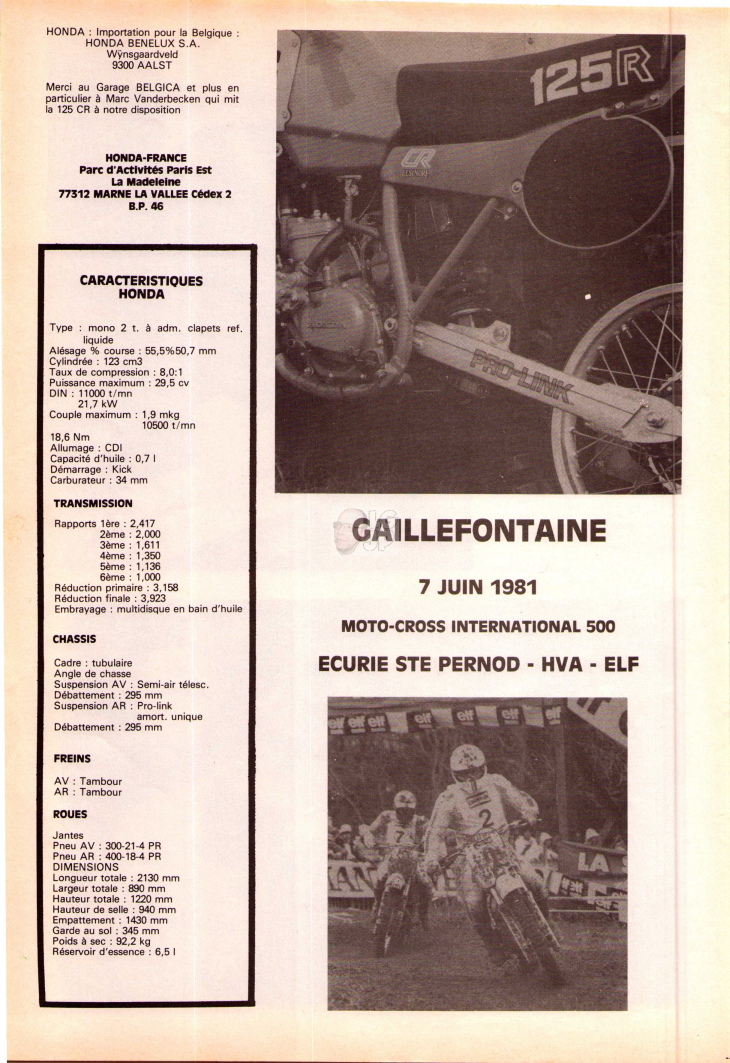 HONDA : Importation pour la Belgique :
HONDA BENELUX S.A.
Wÿnsgaardveld
9300 AALST
Merci au Garage BELGICA et plus en
particulier à Marc Vanderbecken qui mit
la 125 CR à notre disposition
HONDA-FRANCE
Parc d'Activités Paris Est
La Madeleine
77312 MARNE LA VALLEE Cédex 2
B.P. 46
CARACTERISTIQUES
HONDA
Type : mono 2 t. à adm. clapets ref.
liquide
Alésage % course : 55,5%50,7 mm
Cylindrée : 123 cm3
Taux de compression : 8,0:1
Puissance maximum : 29,5 cv
DIN : 11000 t/mn
21,7 kW
Couple maximum : 1,9 mkg
10500 t/mn
18,6 Nm
Allumage : CDI
Capacité d'huile : 0,7 l
Démarrage : Kick
Carburateur : 34 mm
TRANSMISSION
Rapports 1ère : 2,417
2ème : 2,000
3ème : 1,611
4ème : 1,350
5ème : 1,136
6ème : 1,000
Réduction primaire : 3,158
Réduction finale : 3,923
Embrayage : multidisque en bain d'huile
CHASSIS
Cadre : tubulaire
Angle de chasse
Suspension AV : Semi-air télesc.
Débattement : 295 mm
Suspension AR : Pro-link
amort. unique
Débattement : 295 mm
FREINS
AV : Tambour
AR : Tambour
ROUES
Jantes
Pneu AV : 300-21-4 PR
Pneu AR : 400-18-4 PR
DIMENSIONS
Longueur totale : 2130 mm
Largeur totale : 890 mm
Hauteur totale : 1220 mm
Hauteur de selle : 940 mm
Empattement : 1430 mm
Garde au sol : 345 mm
Poids à sec : 92,2 kg
Réservoir d'essence : 6,5 l
125R
CR
HONDA
PRO-LINK
GAILLEFONTAINE
7 JUIN 1981
MOTO-CROSS INTERNATIONAL 500
ECURIE STE PERNOD - HVA - ELF
elf elf elf elf elf
7
2
LA
elf